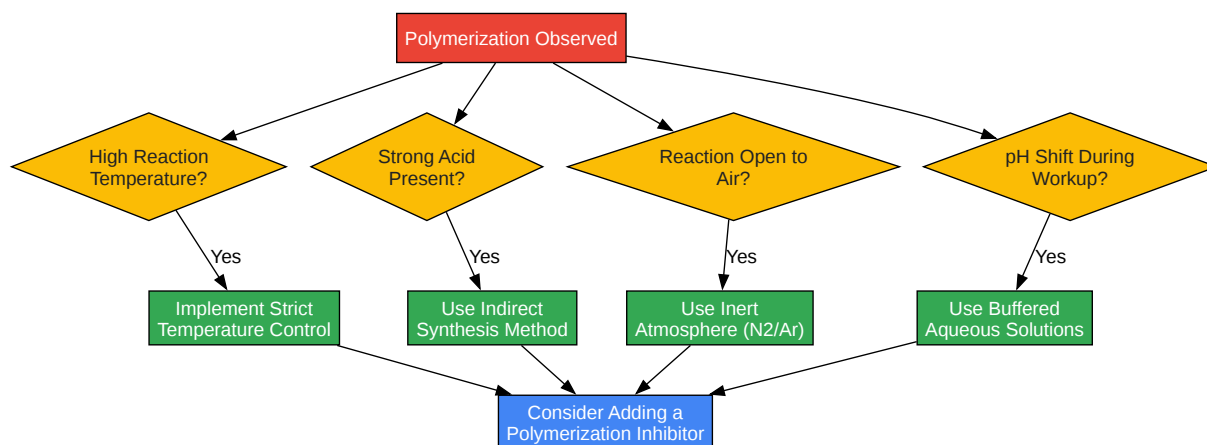 Polymerization Observed
High Reaction
Temperature?
Strong Acid
Present?
Reaction Open to
Air?
pH Shift During
Workup?
Yes
Yes
Yes
Yes
Implement Strict
Temperature Control
Use Indirect
Synthesis Method
Use Inert
Atmosphere (N2/Ar)
Use Buffered
Aqueous Solutions
Consider Adding a
Polymerization Inhibitor